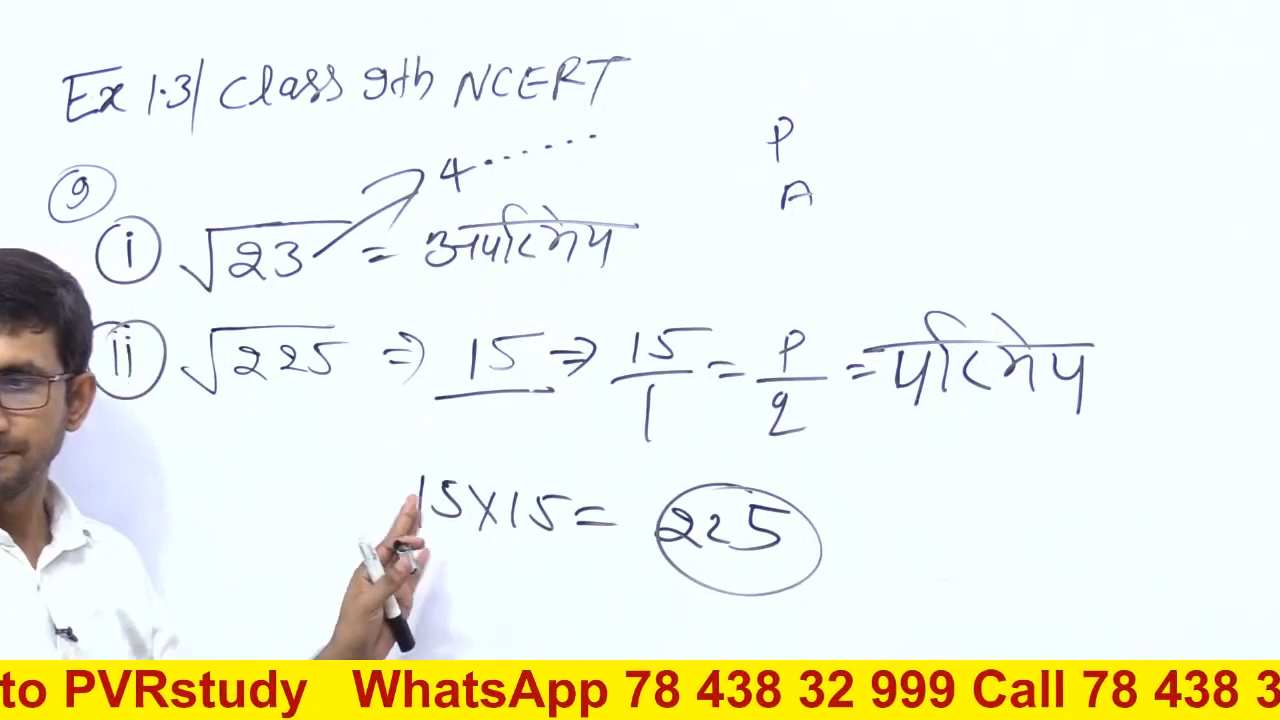 Ex 1.3/ Class 9th NCERT
9
4.......
P
A
i √23 = अपरिमेय
ii √225 ⇒ 15 ⇒ 15/1 = p/q = परिमेय
15×15= 225
to PVRstudy WhatsApp 78 438 32 999 Call 78 438 3